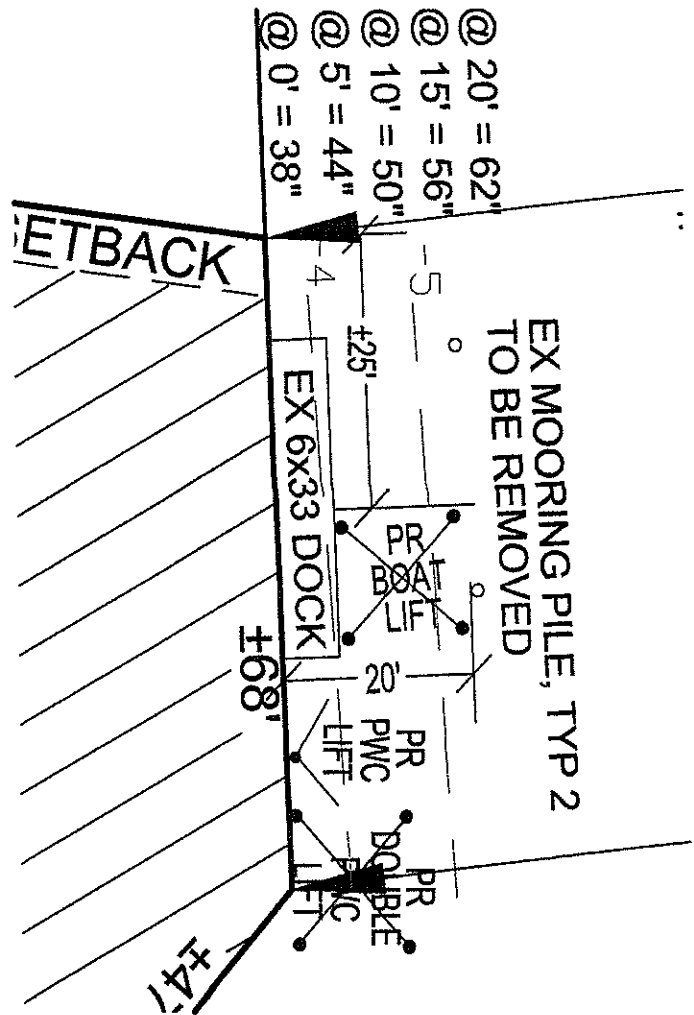 @ 20' = 62"
@ 15' = 56"
@ 10' = 50"
@ 5' = 44"
@ 0' = 38"
EX MOORING PILE, TYP 2
TO BE REMOVED
-5
-4
±25'
ETBACK
EX 6x33 DOCK
PR
BOAT
LIFT
±68'
20'
PR
PWC
LIFT
PR
DOUBLE
PWC
LIFT
±47